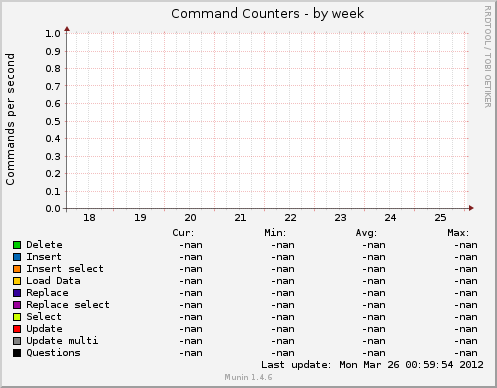 Command Counters - by week
RRDTOOL / TOBI OETIKER
Commands per second
1.0
0.9
0.8
0.7
0.6
0.5
0.4
0.3
0.2
0.1
0.0
18 19 20 21 22 23 24 25
Cur: Min: Avg: Max:
Delete -nan -nan -nan -nan
Insert -nan -nan -nan -nan
Insert select -nan -nan -nan -nan
Load Data -nan -nan -nan -nan
Replace -nan -nan -nan -nan
Replace select -nan -nan -nan -nan
Select -nan -nan -nan -nan
Update -nan -nan -nan -nan
Update multi -nan -nan -nan -nan
Questions -nan -nan -nan -nan
Last update: Mon Mar 26 00:59:54 2012
Munin 1.4.6